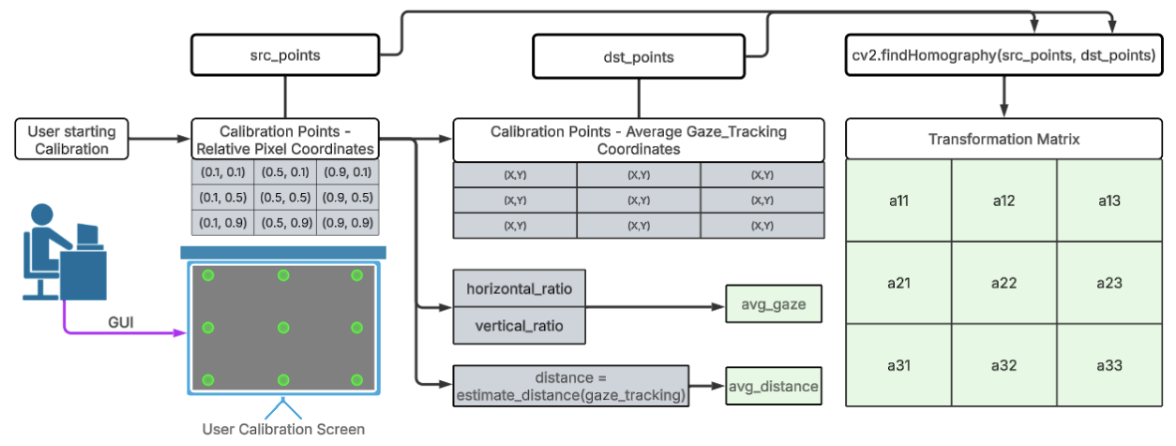 src_points
dst_points
cv2.findHomography(src_points, dst_points)
User starting
Calibration
Calibration Points -
Relative Pixel Coordinates
(0.1, 0.1) (0.5, 0.1) (0.9, 0.1)
(0.1, 0.5) (0.5, 0.5) (0.9, 0.5)
(0.1, 0.9) (0.5, 0.9) (0.9, 0.9)
Calibration Points - Average Gaze_Tracking
Coordinates
(X,Y) (X,Y) (X,Y)
(X,Y) (X,Y) (X,Y)
(X,Y) (X,Y) (X,Y)
Transformation Matrix
a11 a12 a13
a21 a22 a23
a31 a32 a33
GUI
horizontal_ratio
vertical_ratio
avg_gaze
distance =
estimate_distance(gaze_tracking)
avg_distance
User Calibration Screen